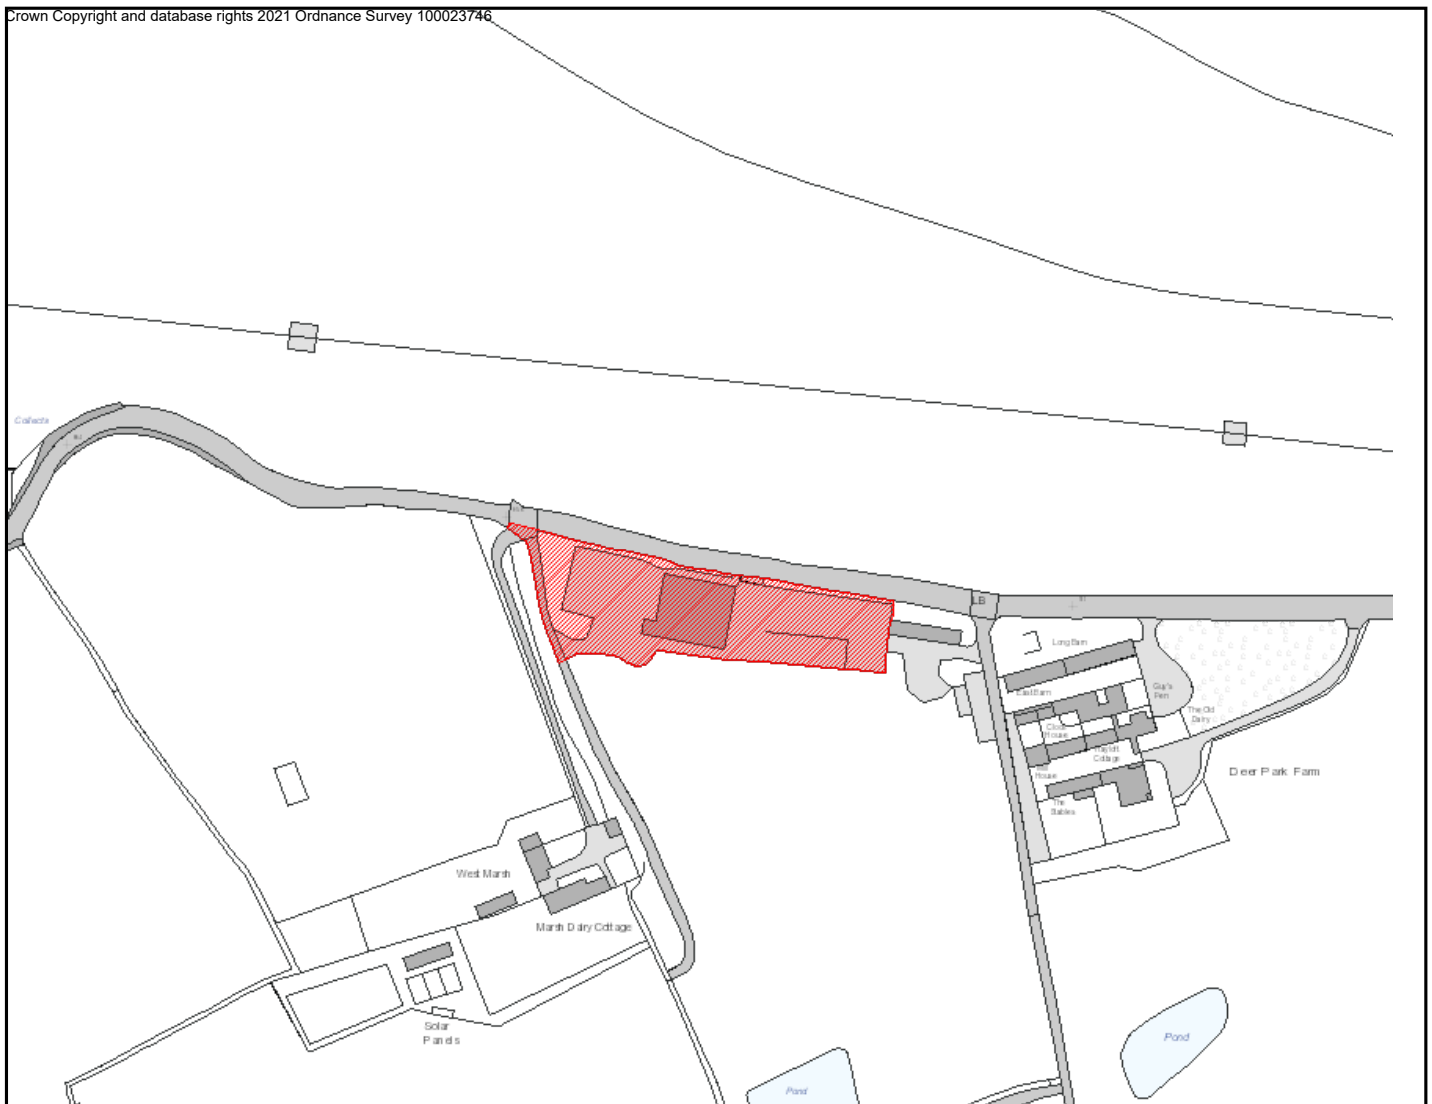 Crown Copyright and database rights 2021 Ordnance Survey 100023746
LB
Long Barn
East Barn
Guy's
Pen
The Old
Dairy
House
Hayloft
Cottage
House
The
Stables
Deer Park Farm
West Marsh
Marsh Dairy Cottage
Solar
Panels
Pond
Pond